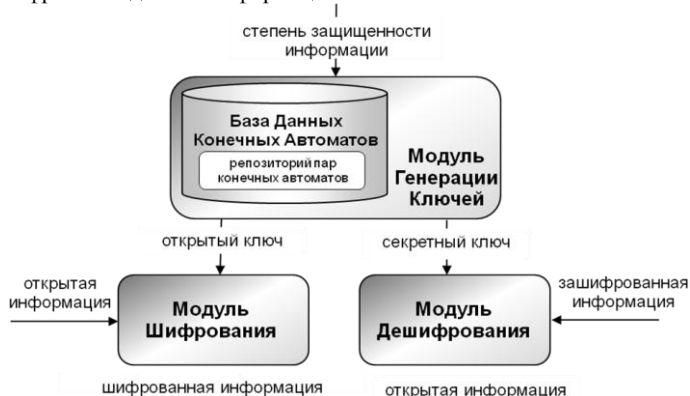 степень защищенности
информации
База Данных
Конечных Автоматов
репозиторий пар
конечных автоматов
Модуль
Генерации
Ключей
открытый ключ
секретный ключ
открытая
информация
Модуль
Шифрования
Модуль
Дешифрования
зашифрованная
информация
шифрованная информация
открытая информация